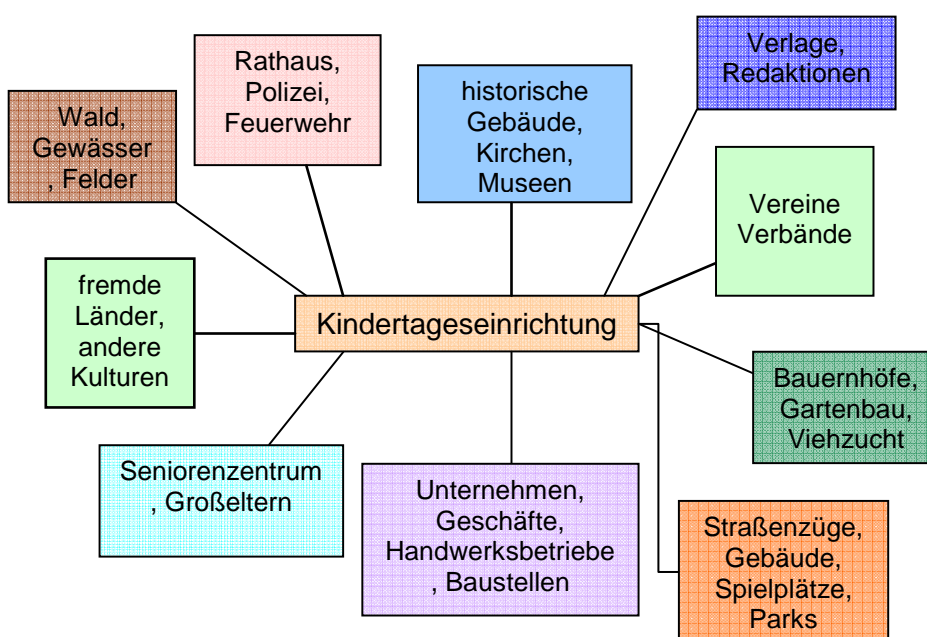 Rathaus,
Polizei,
Feuerwehr
historische
Gebäude,
Kirchen,
Museen
Verlage,
Redaktionen
Wald,
Gewässer
, Felder
Vereine
Verbände
fremde
Länder,
andere
Kulturen
Kindertageseinrichtung
Bauernhöfe,
Gartenbau,
Viehzucht
Seniorenzentrum
, Großeltern
Unternehmen,
Geschäfte,
Handwerksbetriebe
, Baustellen
Straßenzüge,
Gebäude,
Spielplätze,
Parks